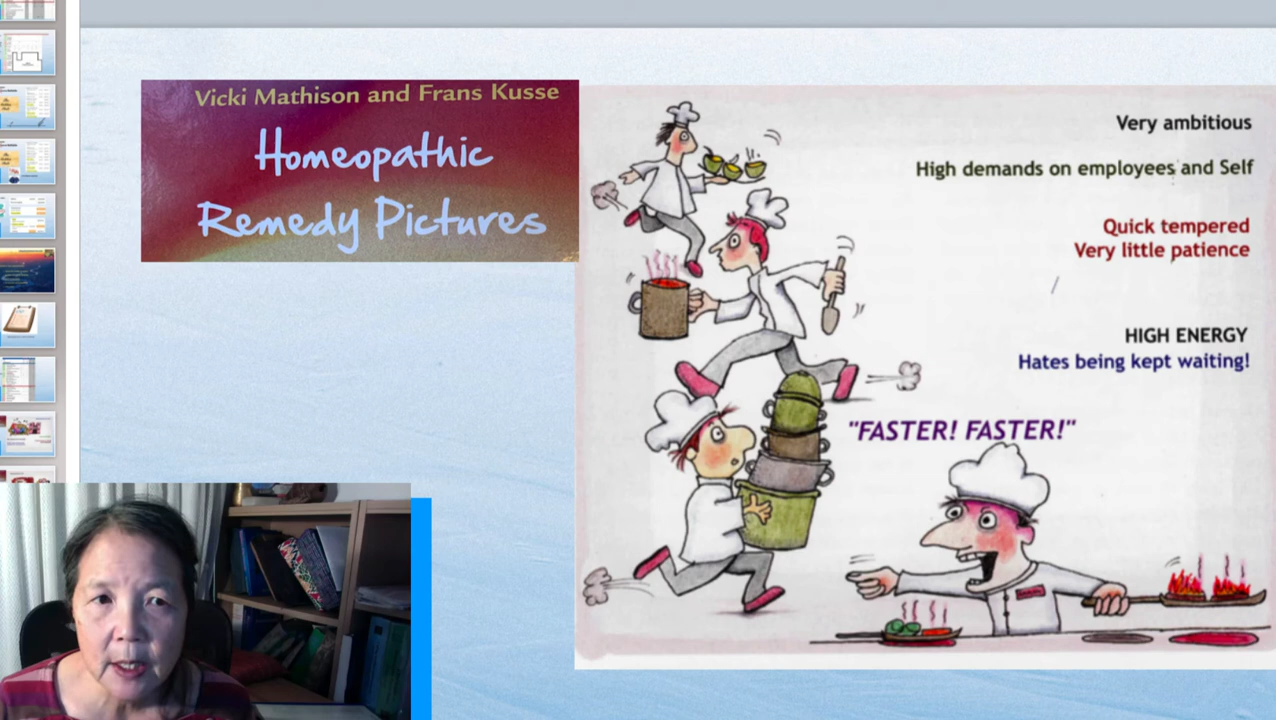 Vicki Mathison and Frans Kusse
Homeopathic
Remedy Pictures
Very ambitious
High demands on employees and Self
Quick tempered
Very little patience
HIGH ENERGY
Hates being kept waiting!
"FASTER! FASTER!"